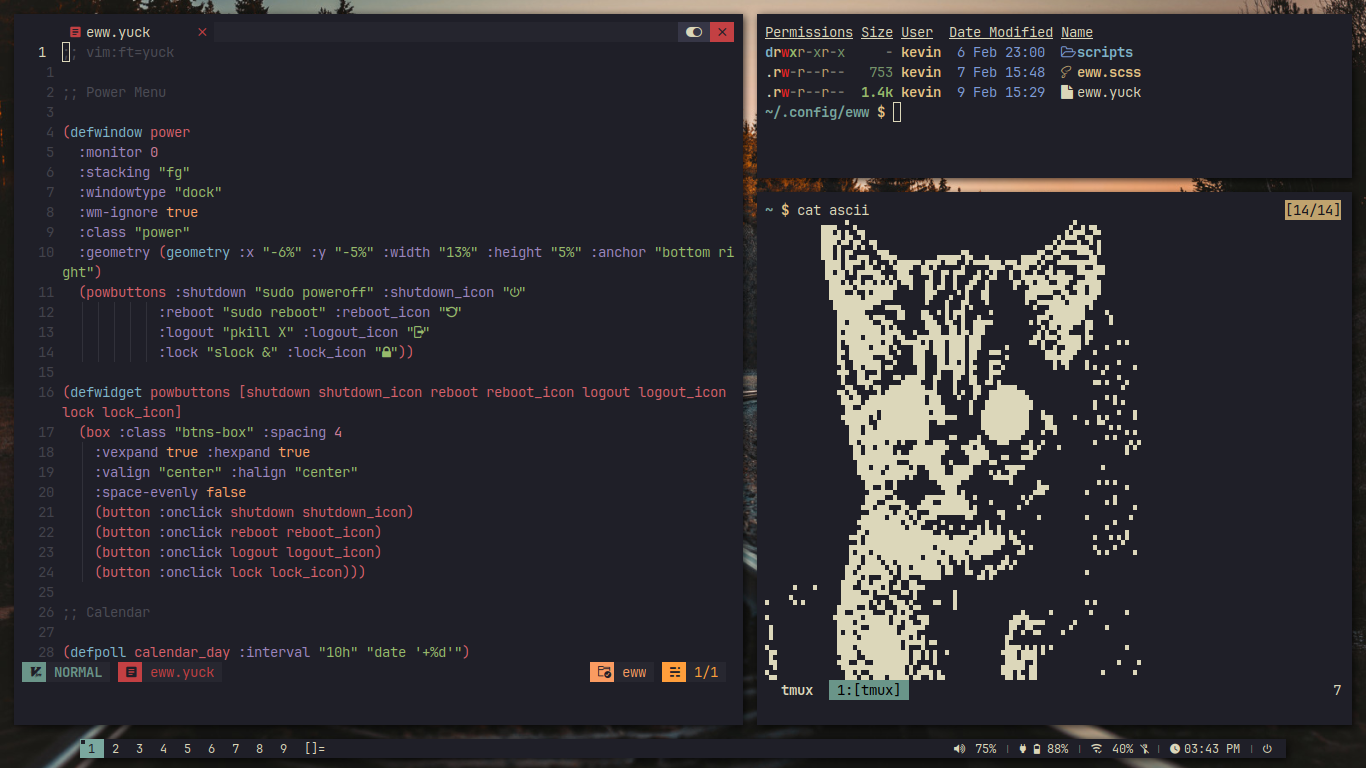 eww.yuck
1 ;; vim:ft=yuck
1
2 ;; Power Menu
3
4 (defwindow power
5 :monitor 0
6 :stacking "fg"
7 :windowtype "dock"
8 :wm-ignore true
9 :class "power"
10 :geometry (geometry :x "-6%" :y "-5%" :width "13%" :height "5%" :anchor "bottom ri
ght")
11 (powbuttons :shutdown "sudo poweroff" :shutdown_icon "⏻"
12 :reboot "sudo reboot" :reboot_icon ""
13 :logout "pkill X" :logout_icon ""
14 :lock "slock &" :lock_icon ""))
15
16 (defwidget powbuttons [shutdown shutdown_icon reboot reboot_icon logout logout_icon
lock lock_icon]
17 (box :class "btns-box" :spacing 4
18 :vexpand true :hexpand true
19 :valign "center" :halign "center"
20 :space-evenly false
21 (button :onclick shutdown shutdown_icon)
22 (button :onclick reboot reboot_icon)
23 (button :onclick logout logout_icon)
24 (button :onclick lock lock_icon)))
25
26 ;; Calendar
27
28 (defpoll calendar_day :interval "10h" "date '+%d'")
NORMAL eww.yuck eww 1/1
Permissions Size User Date Modified Name
drwxr-xr-x - kevin 6 Feb 23:00 scripts
.rw-r--r-- 753 kevin 7 Feb 15:48 eww.scss
.rw-r--r-- 1.4k kevin 9 Feb 15:29 eww.yuck
~/.config/eww $
~ $ cat ascii [14/14]
tmux 1:[tmux] 7
1 2 3 4 5 6 7 8 9 []= 75% | 88% | 40% | 03:43 PM |